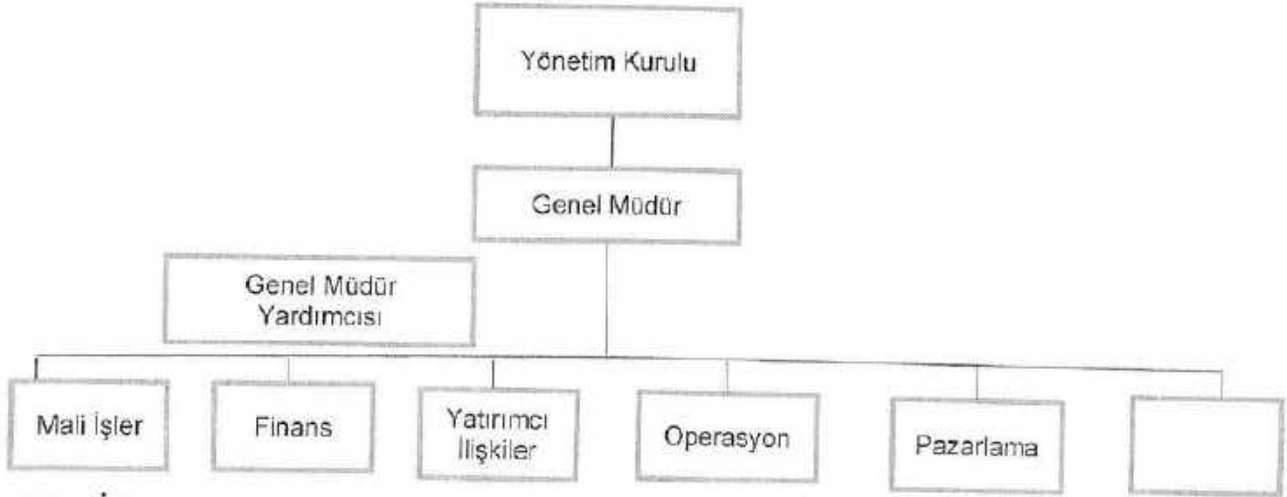 Yönetim Kurulu
Genel Müdür
Genel Müdür
Yardımcısı
Mali İşler
Finans
Yatırımcı
İlişkiler
Operasyon
Pazarlama